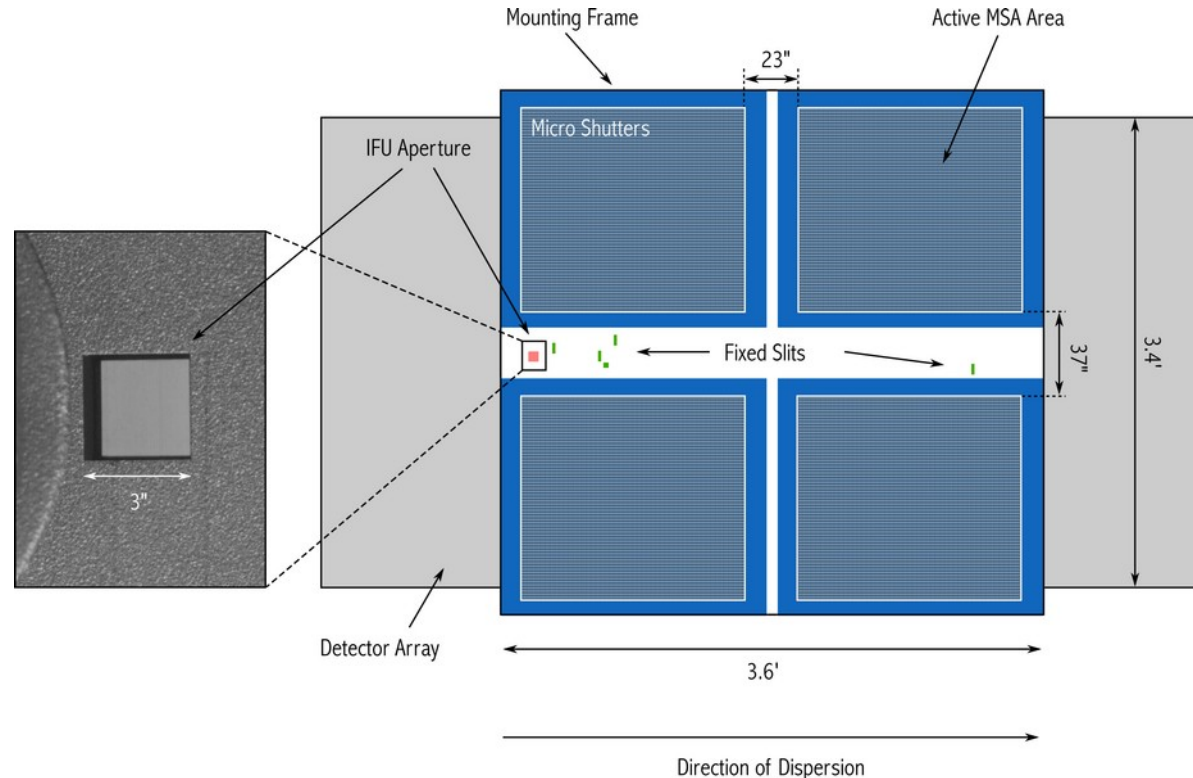 Mounting Frame
Active MSA Area
23"
Micro Shutters
IFU Aperture
Fixed Slits
37"
3.4'
3"
Detector Array
3.6'
Direction of Dispersion